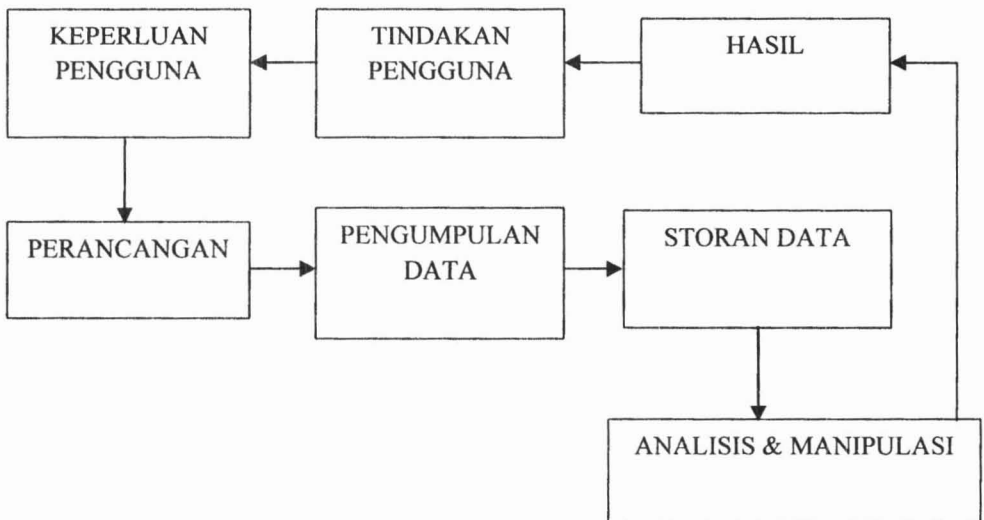 KEPERLUAN
PENGGUNA
TINDAKAN
PENGGUNA
HASIL
PERANCANGAN
PENGUMPULAN
DATA
STORAN DATA
ANALISIS & MANIPULASI